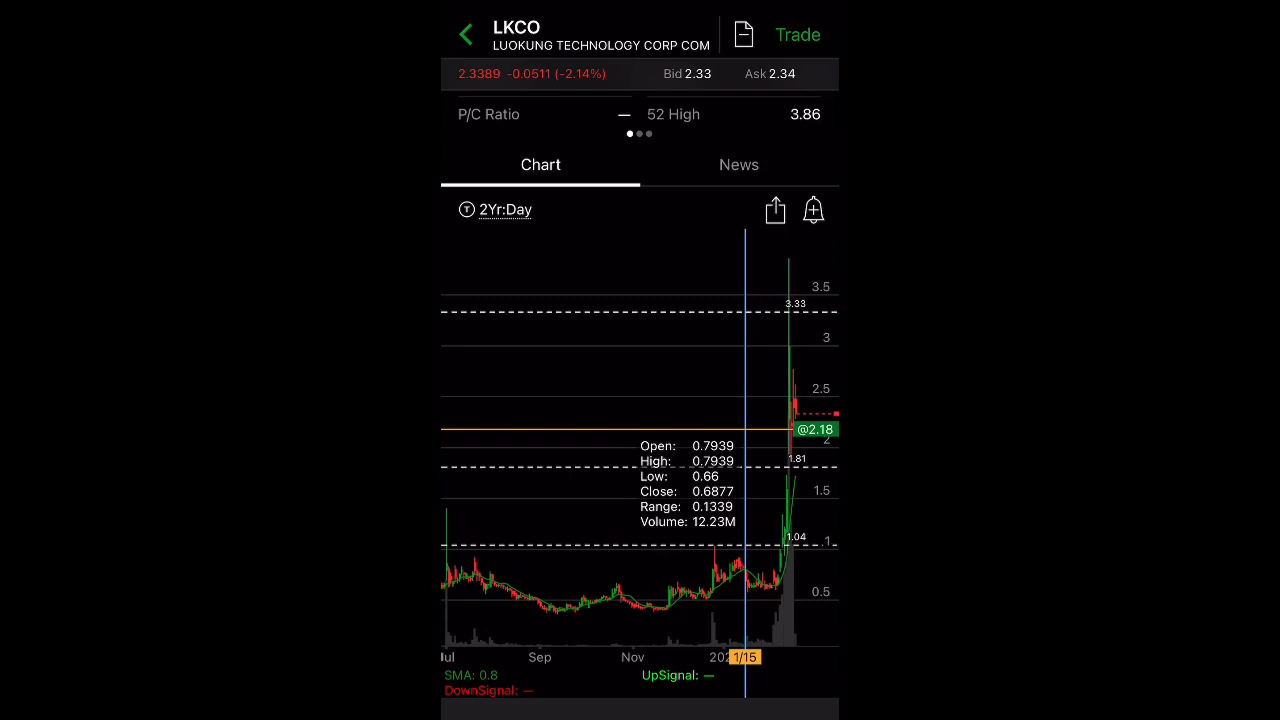 LKCO
LUOKUNG TECHNOLOGY CORP COM
Trade
2.3389 -0.0511 (-2.14%)
Bid 2.33
Ask 2.34
P/C Ratio —
52 High 3.86
Chart
News
T 2Yr:Day
3.5
3.33
3
2.5
@2.18
2
Open: 0.7939
High: 0.7939
Low: 0.66
Close: 0.6877
Range: 0.1339
Volume: 12.23M
1.81
1.5
1.04
1
0.5
Sep
Nov
1/15
SMA: 0.8
UpSignal: —
DownSignal: —